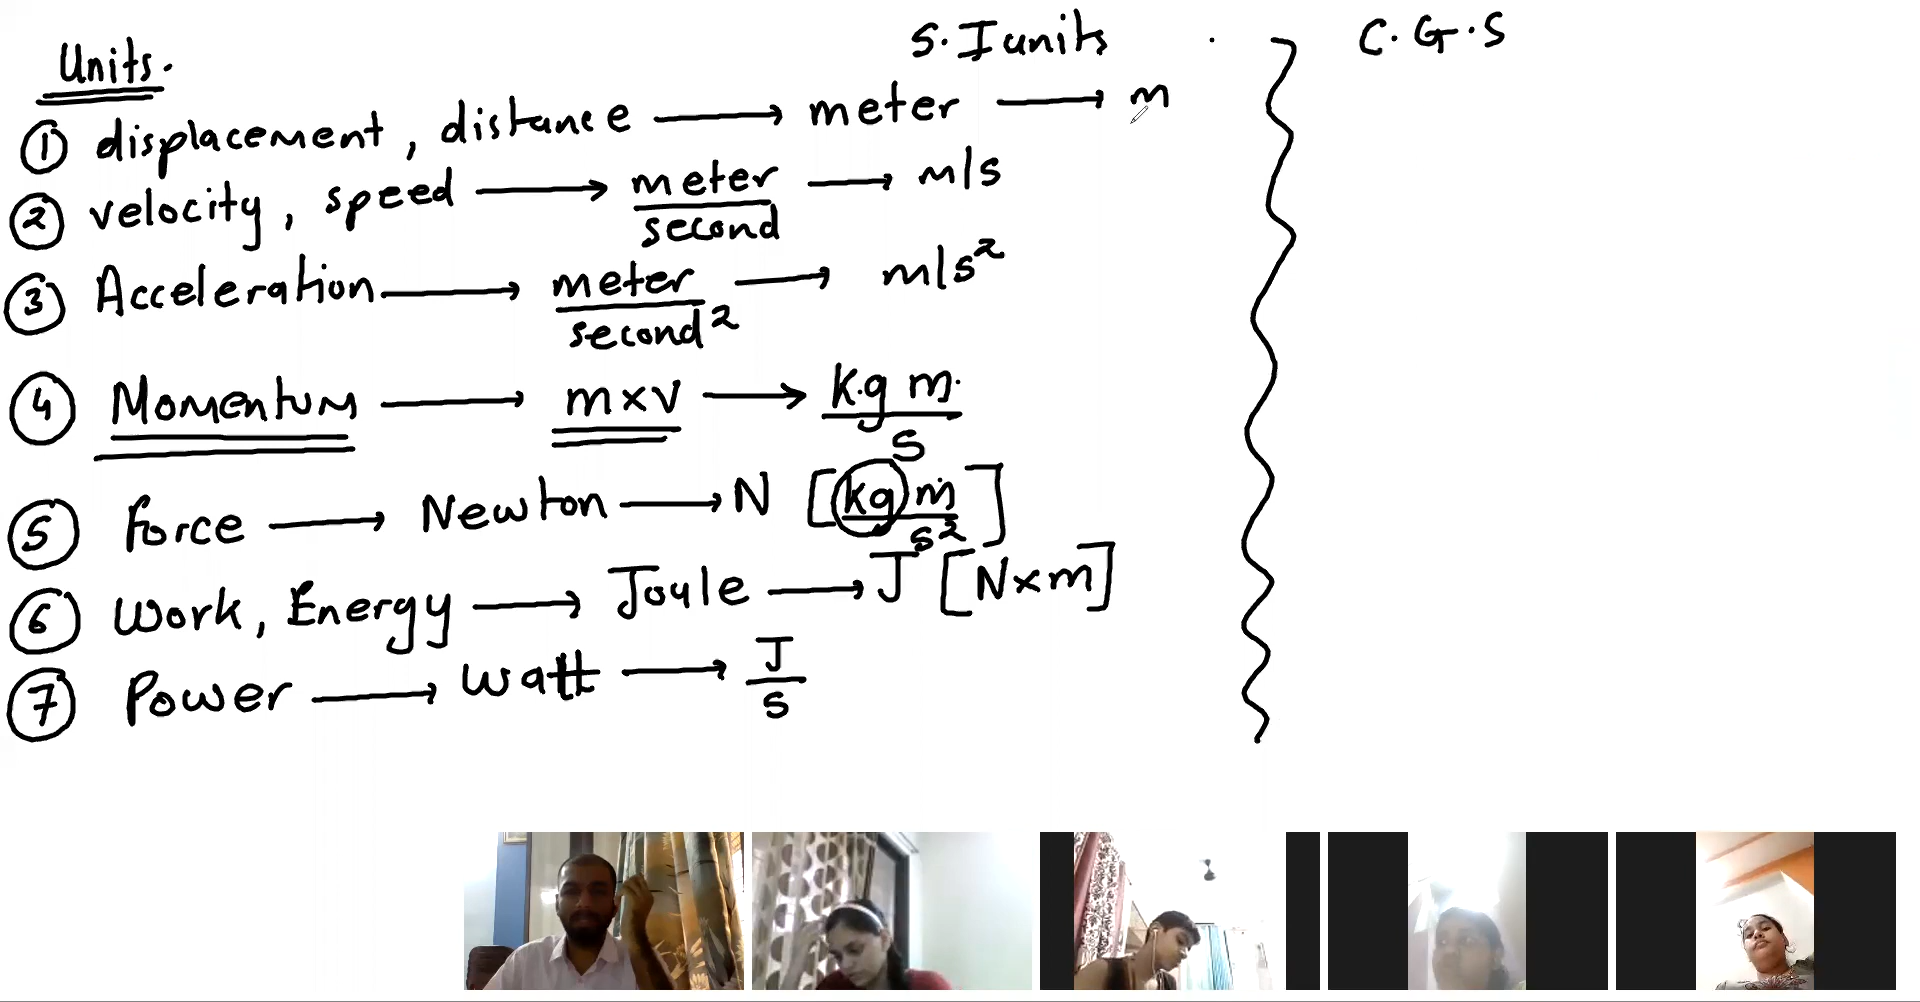 S.I units C.G.S
Units.
① displacement, distance → meter → m
② velocity, speed → meter/second → m/s
③ Acceleration → meter/second² → m/s²
④ Momentum → m×v → k.g m./s
⑤ Force → Newton → N [kg m/s²]
⑥ Work, Energy → Joule → J [N×m]
⑦ Power → watt → J/s